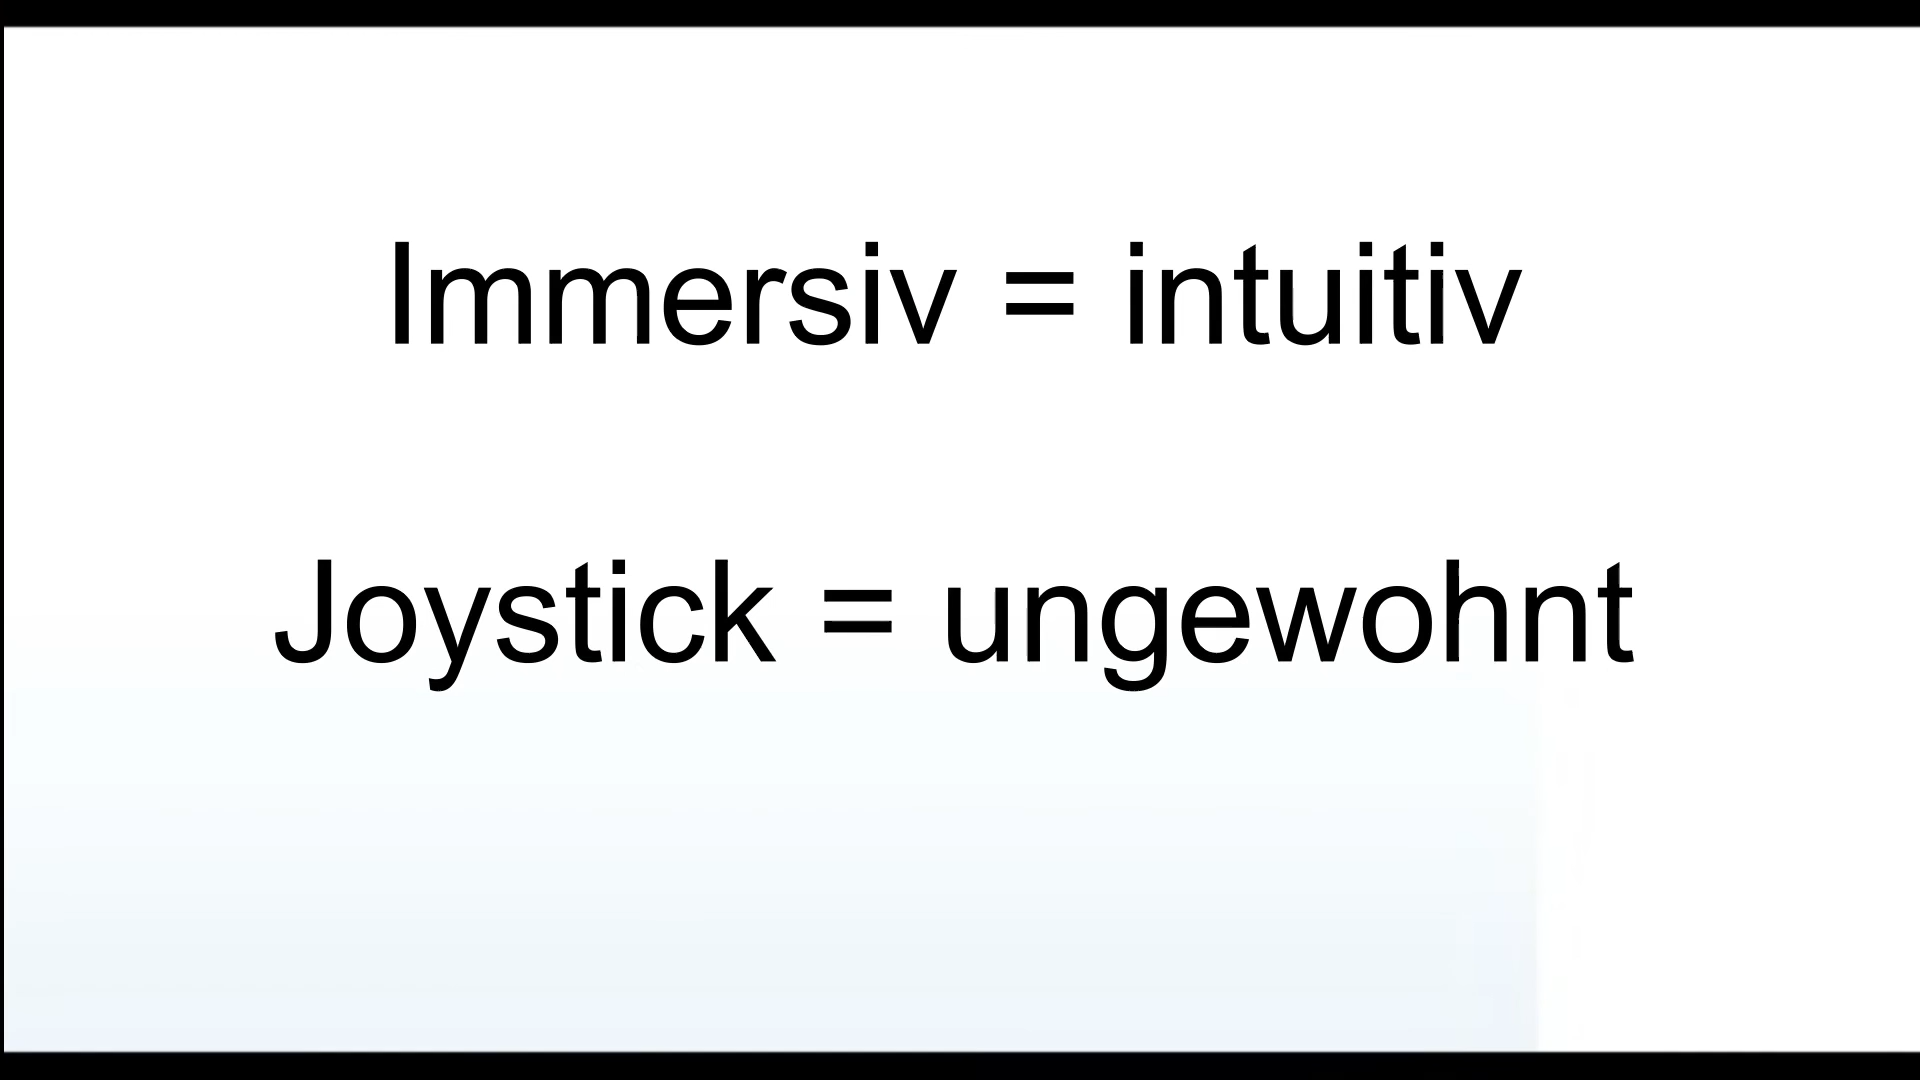 Immersiv = intuitiv
Joystick = ungewohnt